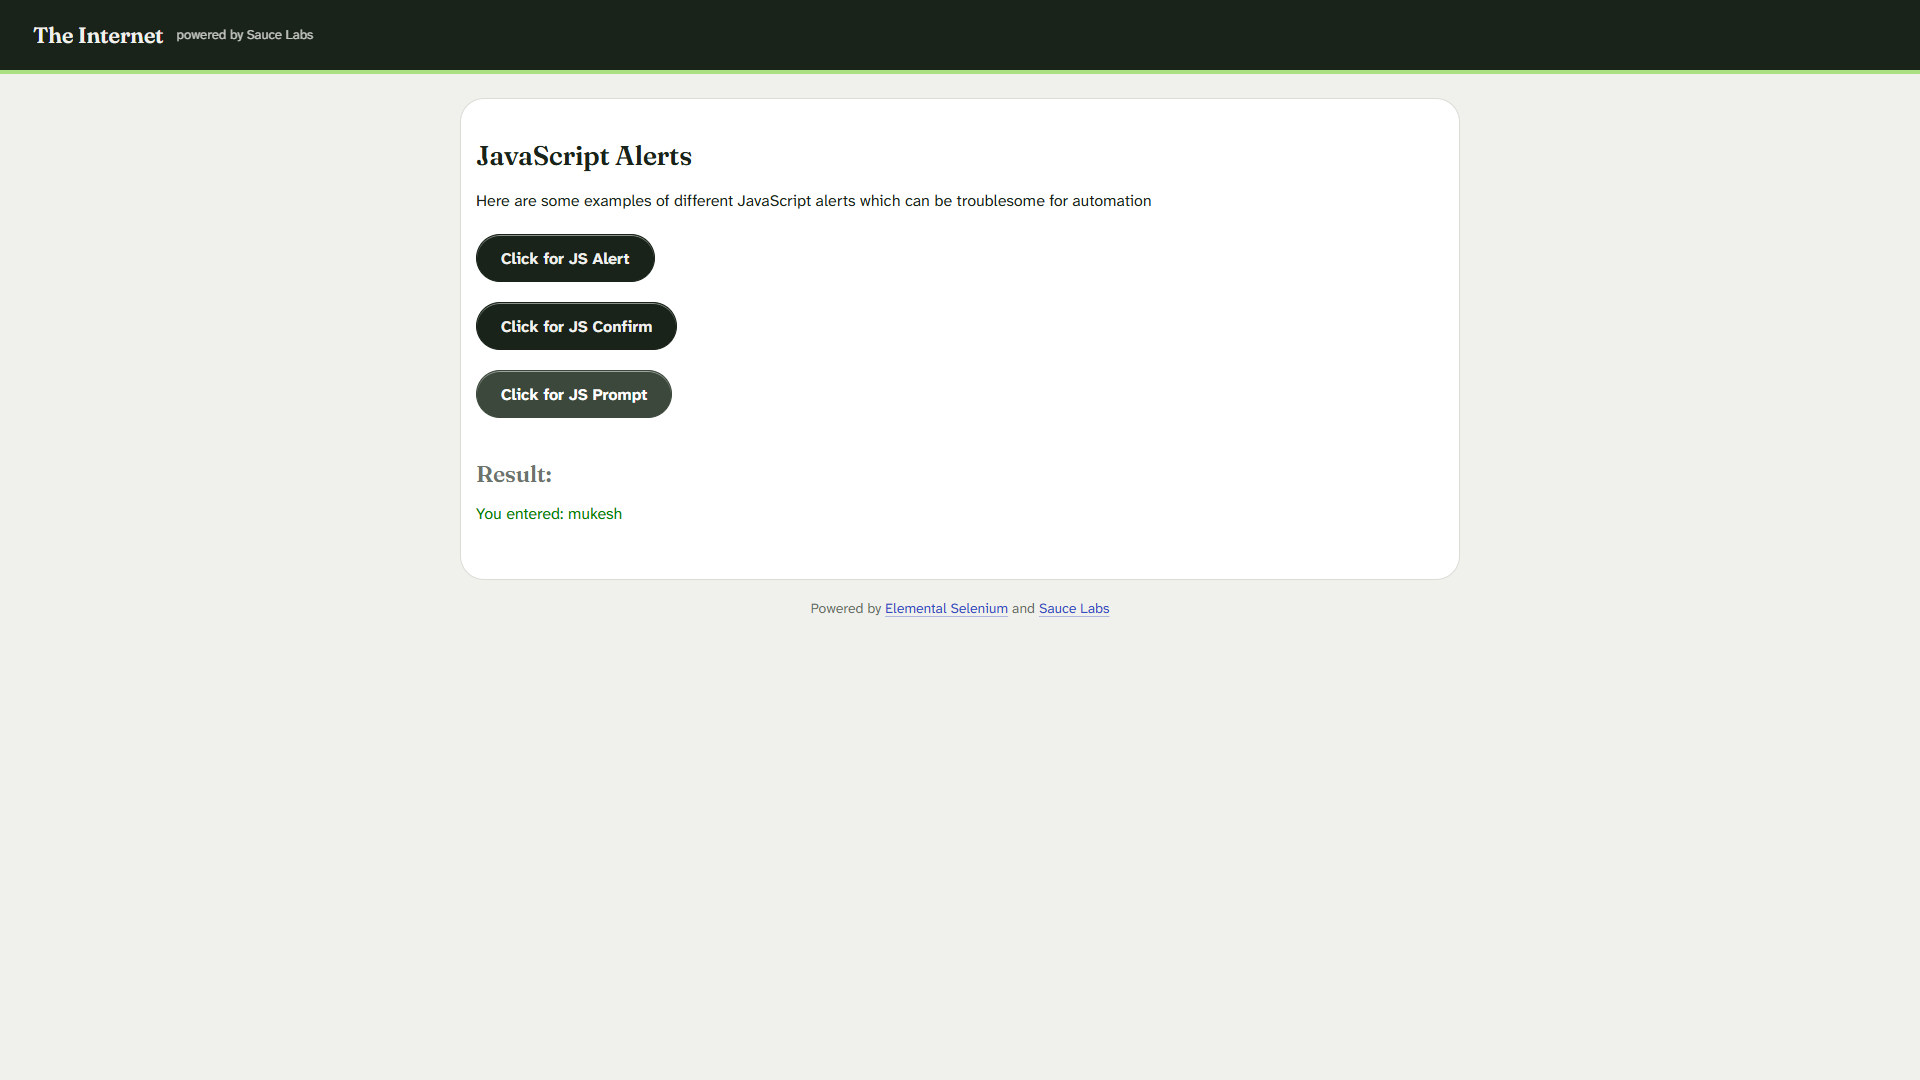 The Internet powered by Sauce Labs
JavaScript Alerts
Here are some examples of different JavaScript alerts which can be troublesome for automation
Click for JS Alert
Click for JS Confirm
Click for JS Prompt
Result:
You entered: mukesh
Powered by Elemental Selenium and Sauce Labs